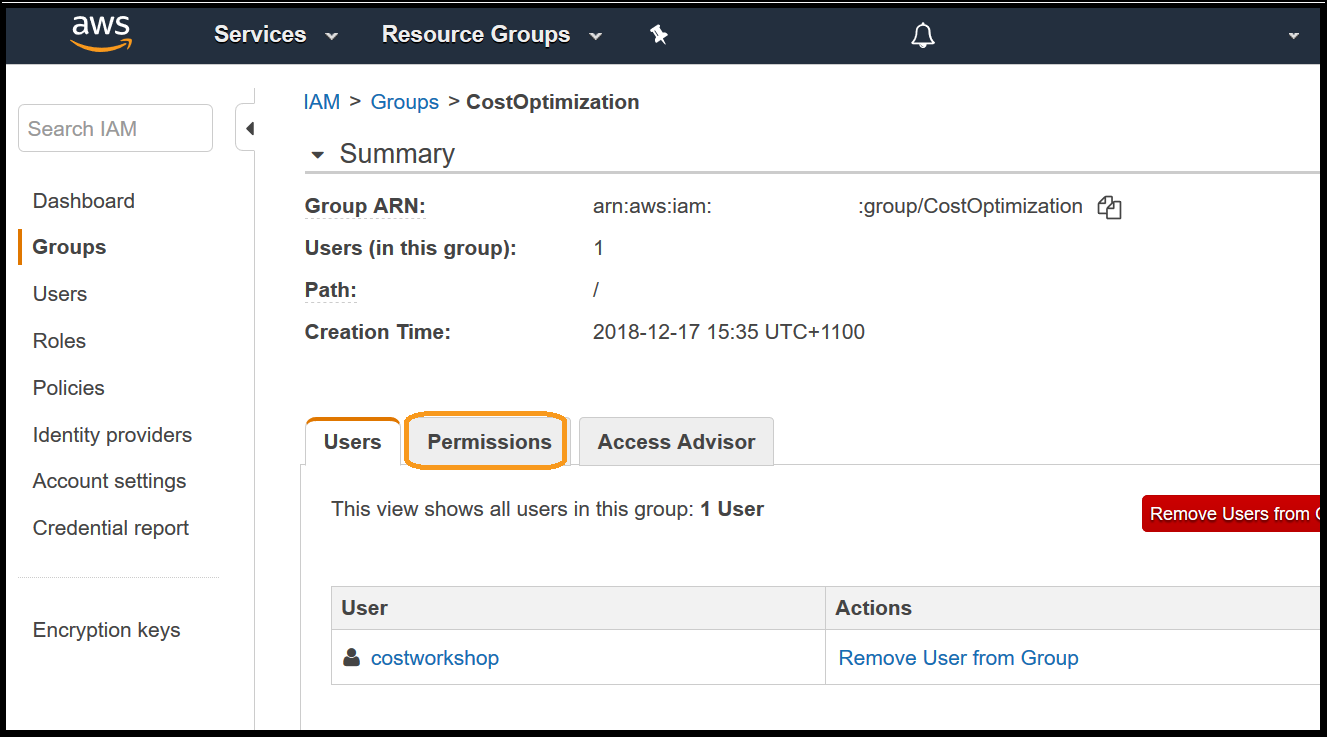 aws Services Resource Groups
IAM > Groups > CostOptimization
Search IAM
Summary
Dashboard
Groups
Users
Roles
Policies
Identity providers
Account settings
Credential report
Encryption keys
Group ARN: arn:aws:iam: :group/CostOptimization
Users (in this group): 1
Path: /
Creation Time: 2018-12-17 15:35 UTC+1100
Users Permissions Access Advisor
This view shows all users in this group: 1 User
Remove Users from
User Actions
costworkshop Remove User from Group